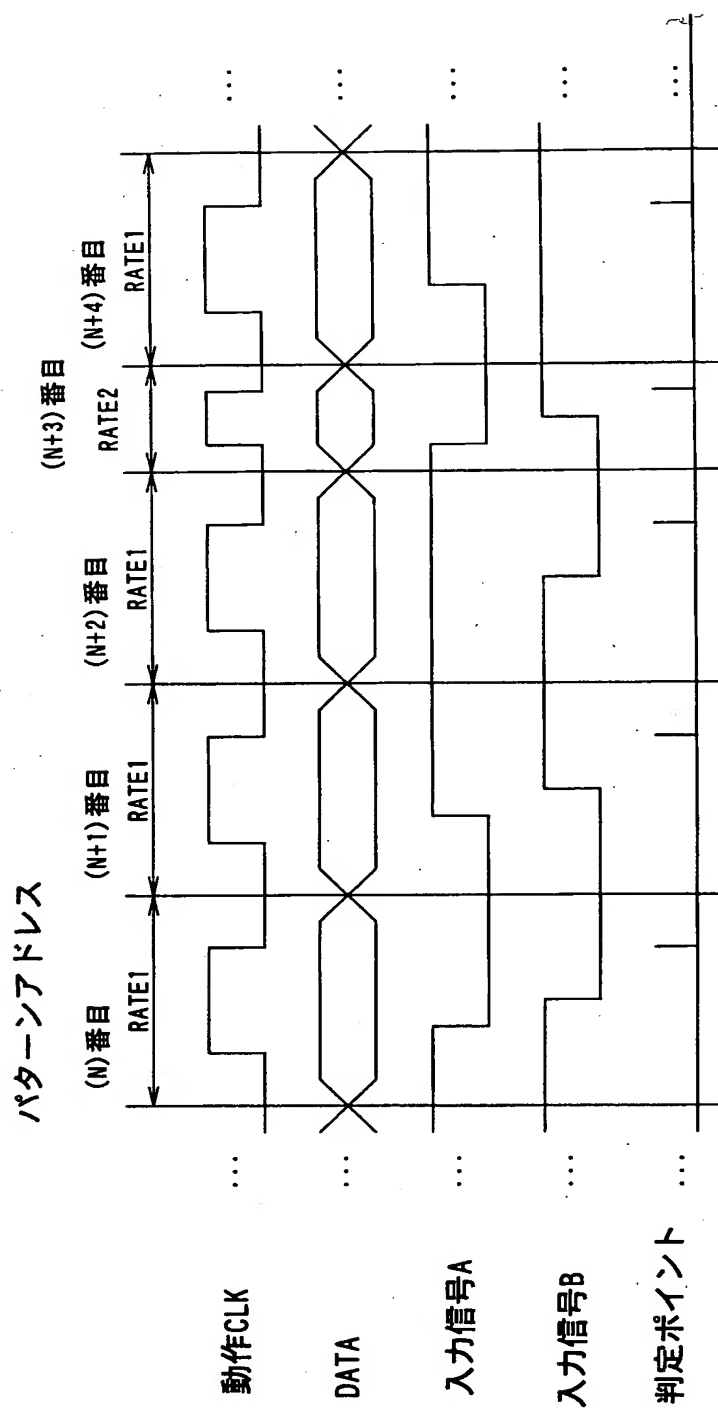 パターンアドレス
(N)番目
(N+1)番目
(N+2)番目
(N+3)番目
(N+4)番目
RATE1
RATE1
RATE1
RATE2
RATE1
動作CLK
... ...
DATA
... ...
入力信号A
... ...
入力信号B
... ...
判定ポイント
... ...